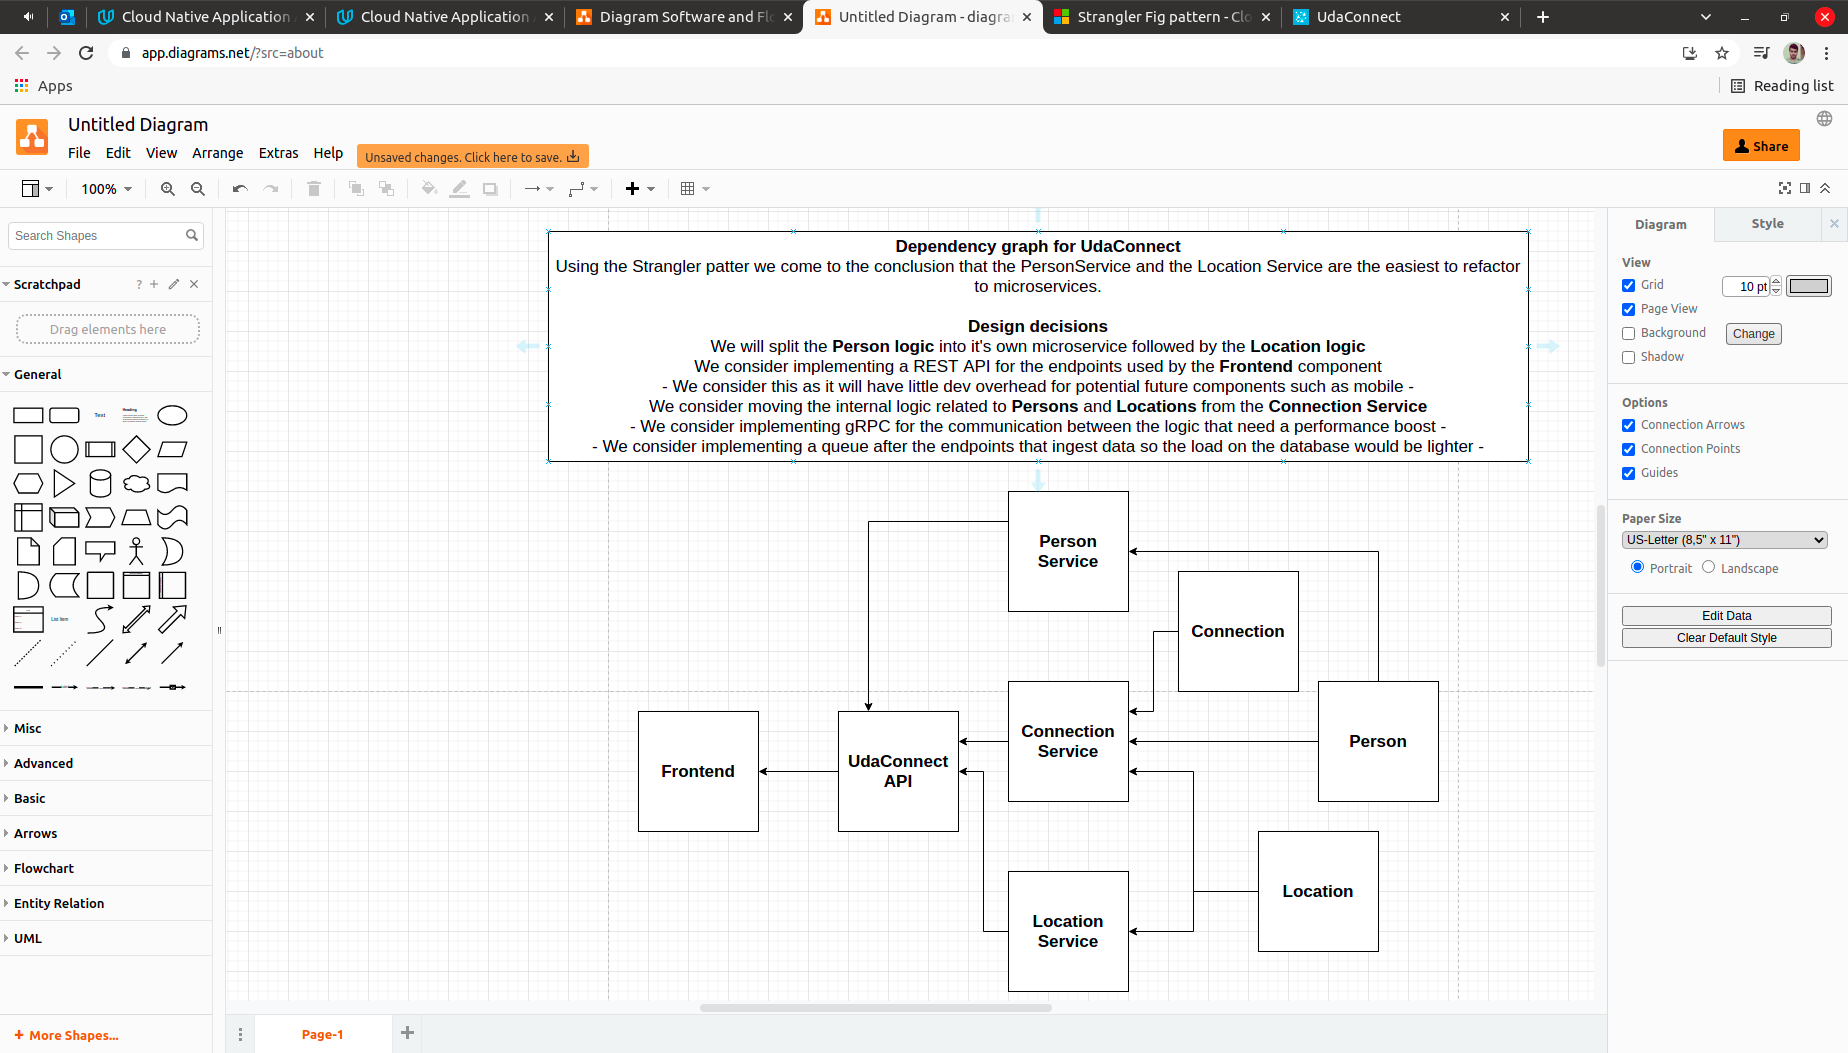 Cloud Native Application
Cloud Native Application
Diagram Software and Fl
Untitled Diagram - diagra
Strangler Fig pattern - Clo
UdaConnect
app.diagrams.net/?src=about
Apps
Reading list
Untitled Diagram
File Edit View Arrange Extras Help
Unsaved changes. Click here to save.
Share
100%
Search Shapes
Scratchpad
?
Drag elements here
General
Text
Heading
List Item
Misc
Advanced
Basic
Arrows
Flowchart
Entity Relation
UML
+ More Shapes...
Dependency graph for UdaConnect
Using the Strangler patter we come to the conclusion that the PersonService and the Location Service are the easiest to refactor
to microservices.
Design decisions
We will split the Person logic into it's own microservice followed by the Location logic
We consider implementing a REST API for the endpoints used by the Frontend component
- We consider this as it will have little dev overhead for potential future components such as mobile -
We consider moving the internal logic related to Persons and Locations from the Connection Service
- We consider implementing gRPC for the communication between the logic that need a performance boost -
- We consider implementing a queue after the endpoints that ingest data so the load on the database would be lighter -
Person
Service
Connection
Connection
Service
Person
Frontend
UdaConnect
API
Location
Location
Service
Page-1
Diagram
Style
View
Grid
10 pt
Page View
Background
Change
Shadow
Options
Connection Arrows
Connection Points
Guides
Paper Size
US-Letter (8,5" x 11")
Portrait
Landscape
Edit Data
Clear Default Style